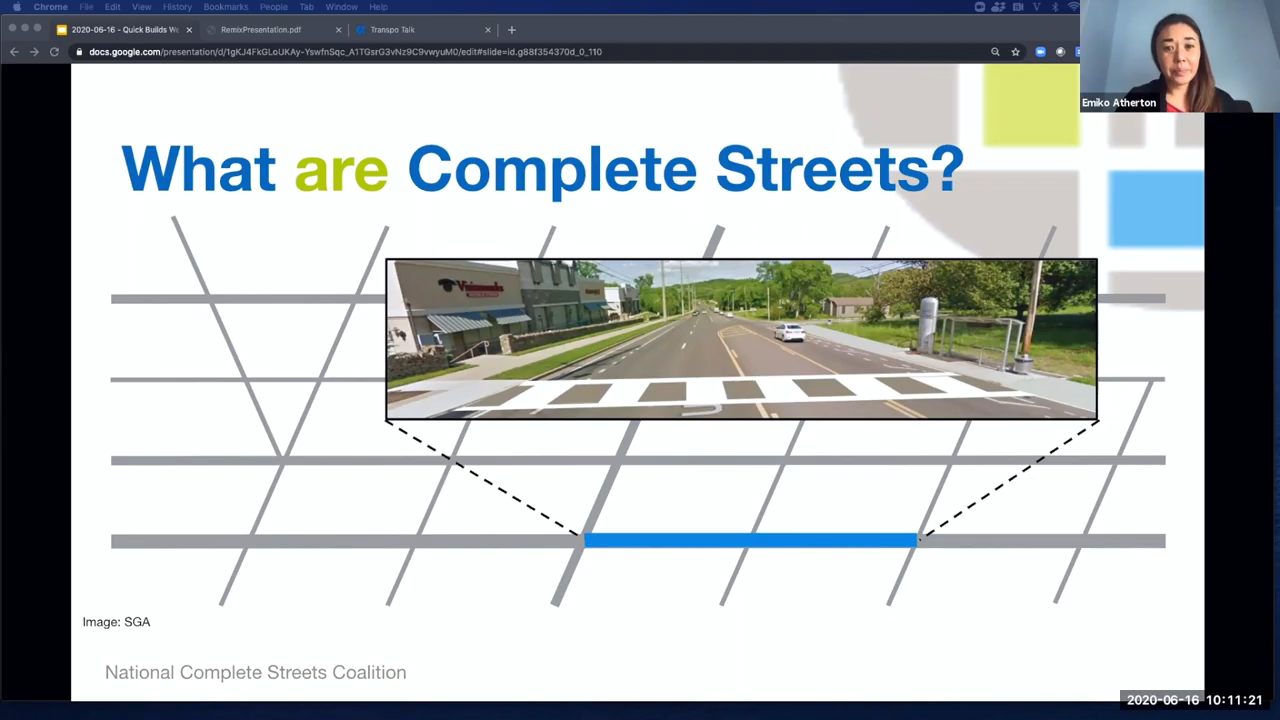 Chrome File Edit View History Bookmarks People Tab Window Help
2020-06-16 - Quick Builds We
RemixPresentation.pdf
Transpo Talk
docs.google.com/presentation/d/1gKJ4FkGLoUKAy-YswfnSqc_A1TGsrG3vNz9C9vwyuM0/edit#slide=id.g88f354370d_0_110
Emiko Atherton
What are Complete Streets?
Visionworks
Image: SGA
National Complete Streets Coalition
2020-06-16 10:11:21